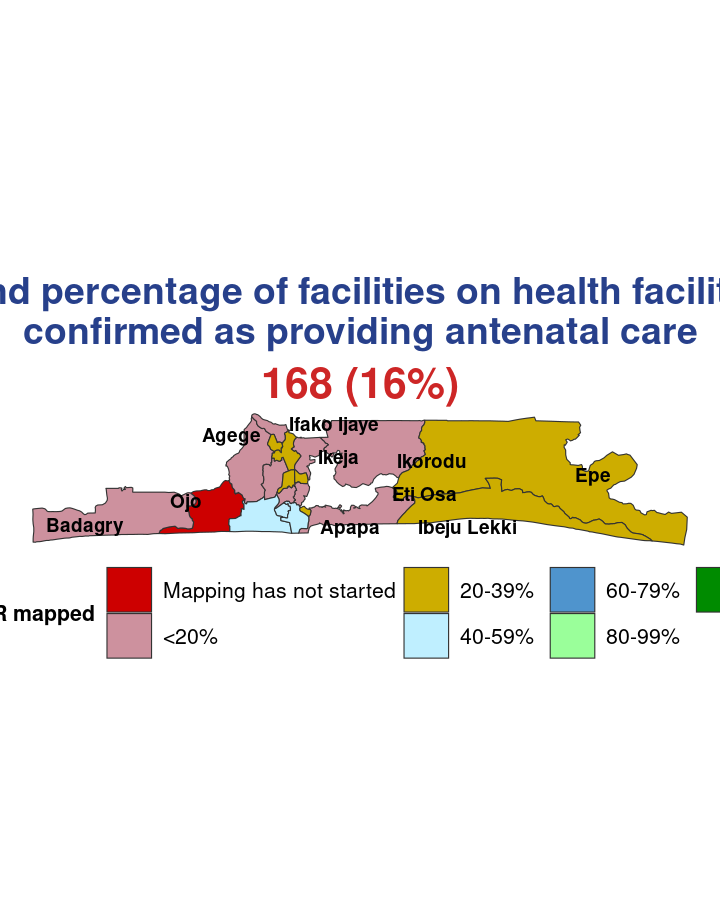 nd percentage of facilities on health facilit
confirmed as providing antenatal care
168 (16%)
Ifako Ijaye
Agege
Ikeja
Ikorodu
Epe
Eti Osa
Ojo
Badagry
Apapa
Ibeju Lekki
R mapped
Mapping has not started
20-39%
60-79%
<20%
40-59%
80-99%